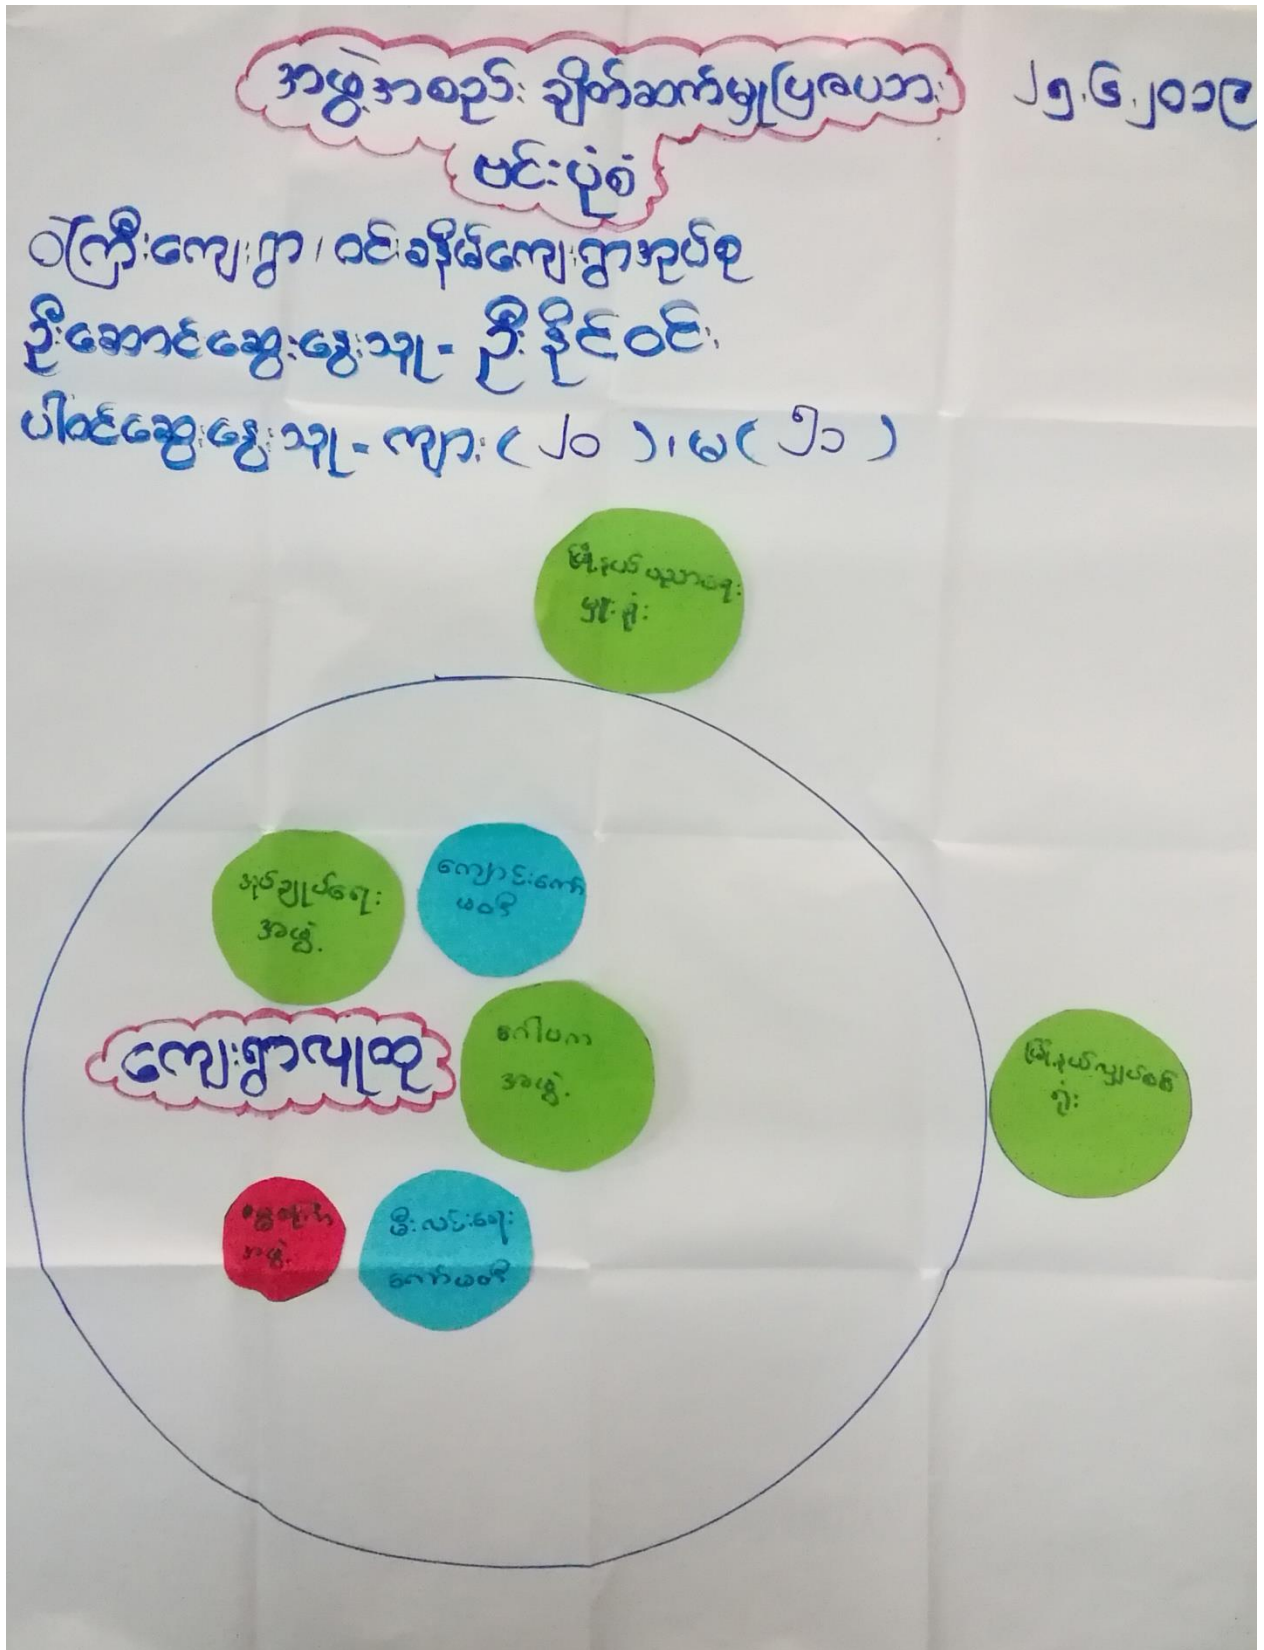 အဖွဲ့အစည်း ချိတ်ဆက်မှုပြဇယား
၂၅.၆.၂၀၁၉
ဗင်းပုံစံ
ဝဲကြီးကျေးရွာ၊ ဝင်းခနိမ်ကျေးရွာအုပ်စု
ဦးဆောင်ဆွေးနွေးသူ - ဦးနိုင်ဝင်း
ပါဝင်ဆွေးနွေးသူ - ကျား (၂၀)၊ မ (၅၁)
မြို့နယ် ပညာရေး
မှူးရုံး
အုပ်ချုပ်ရေး
အဖွဲ့
ကျောင်းကော်
မတီ
ကျေးရွာလူထု
ဂေါပက
အဖွဲ့
မြို့နယ်လျှပ်စစ်
ရုံး
အဖွဲ့
မီးလင်းရေး
ကော်မတီ